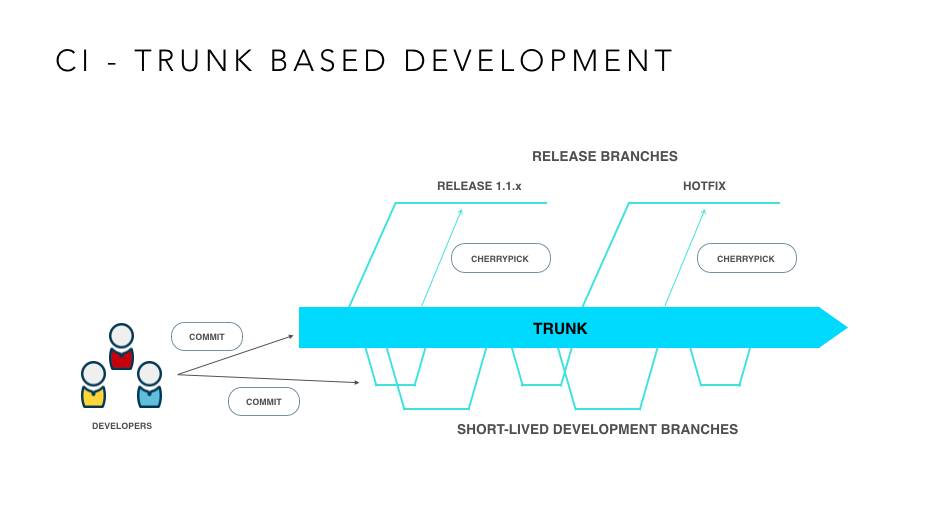 CI - TRUNK BASED DEVELOPMENT
RELEASE BRANCHES
RELEASE 1.1.x
HOTFIX
CHERRYPICK
CHERRYPICK
TRUNK
COMMIT
COMMIT
DEVELOPERS
SHORT-LIVED DEVELOPMENT BRANCHES